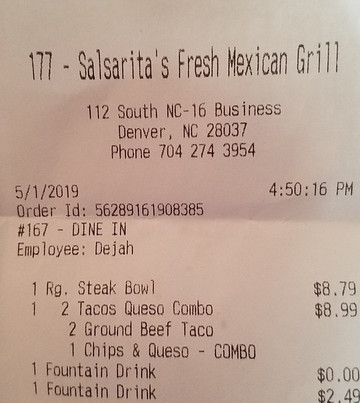 177 - Salsarita's Fresh Mexican Grill
112 South NC-16 Business
Denver, NC 28037
Phone 704 274 3954
5/1/2019 4:50:16 PM
Order Id: 56289161908385
#167 - DINE IN
Employee: Dejah
1 Rg. Steak Bowl $8.79
1 2 Tacos Queso Combo $8.99
2 Ground Beef Taco
1 Chips & Queso - COMBO
1 Fountain Drink $0.00
1 Fountain Drink $2.49